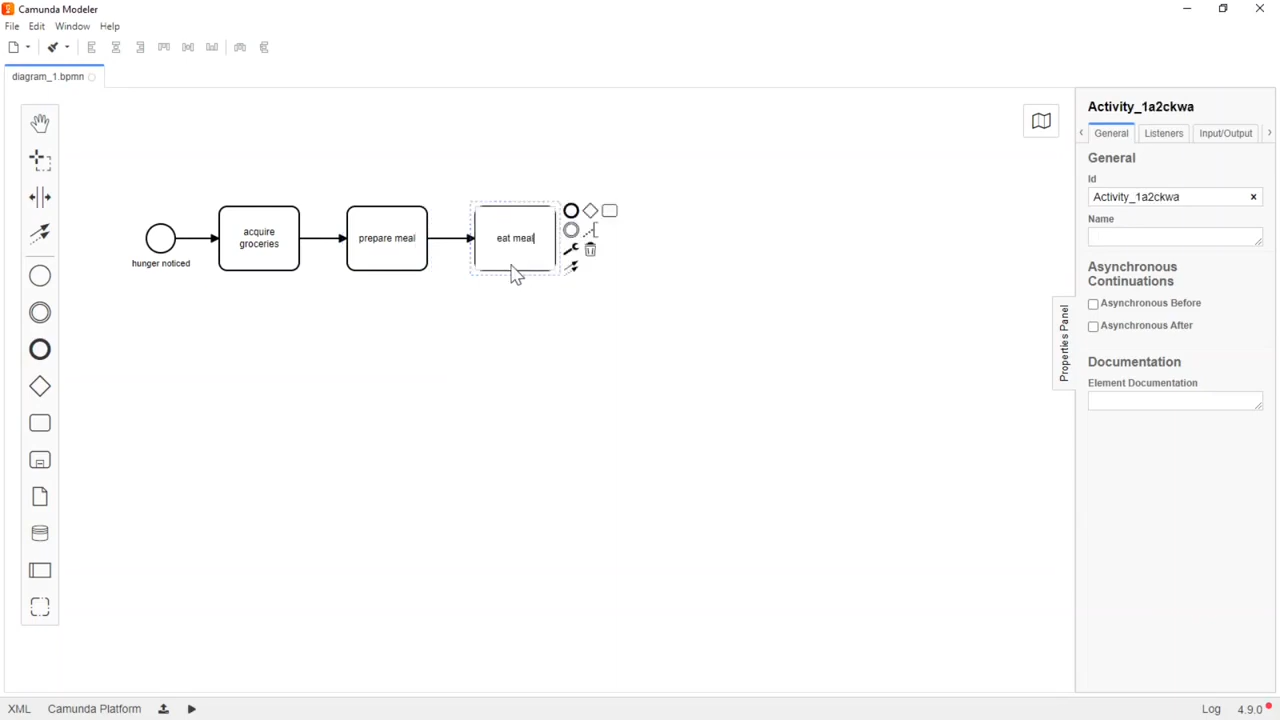 Camunda Modeler
File Edit Window Help
diagram_1.bpmn
hunger noticed
acquire
groceries
prepare meal
eat meal
Properties Panel
Activity_1a2ckwa
General Listeners Input/Output
General
Id
Activity_1a2ckwa
Name
Asynchronous
Continuations
Asynchronous Before
Asynchronous After
Documentation
Element Documentation
XML Camunda Platform Log 4.9.0